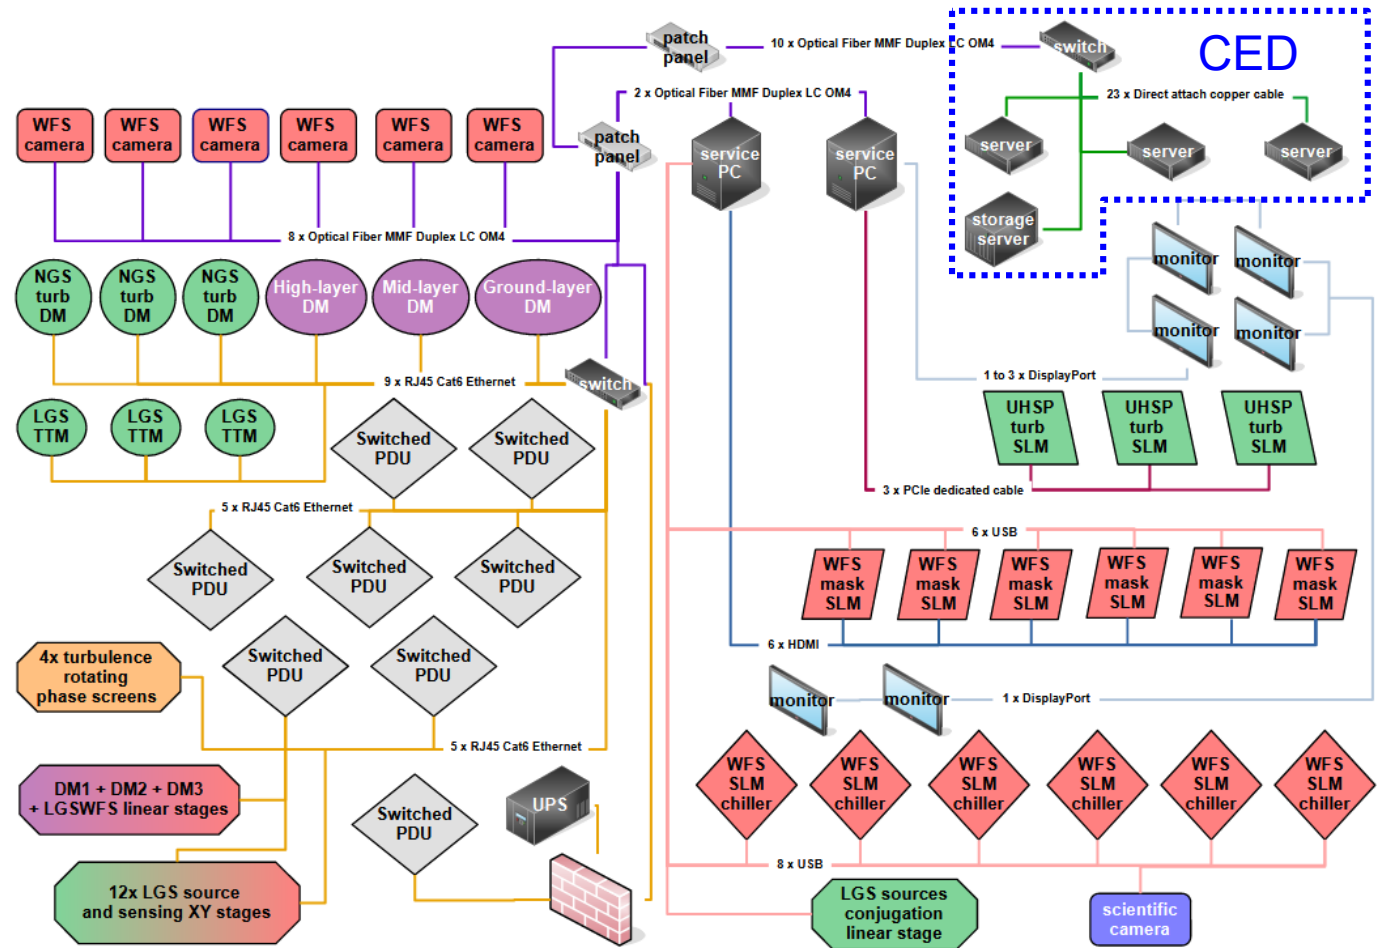 patch
panel
10 x Optical Fiber MMF Duplex LC OM4
switch
CED
2 x Optical Fiber MMF Duplex LC OM4
23 x Direct attach copper cable
WFS
camera
WFS
camera
WFS
camera
WFS
camera
WFS
camera
WFS
camera
patch
panel
service
PC
service
PC
server
server
server
storage
server
8 x Optical Fiber MMF Duplex LC OM4
monitor
monitor
monitor
monitor
NGS
turb
DM
NGS
turb
DM
NGS
turb
DM
High-layer
DM
Mid-layer
DM
Ground-layer
DM
9 x RJ45 Cat6 Ethernet
switch
1 to 3 x DisplayPort
LGS
TTM
LGS
TTM
LGS
TTM
Switched
PDU
Switched
PDU
UHSP
turb
SLM
UHSP
turb
SLM
UHSP
turb
SLM
3 x PCIe dedicated cable
5 x RJ45 Cat6 Ethernet
6 x USB
Switched
PDU
Switched
PDU
Switched
PDU
WFS
mask
SLM
WFS
mask
SLM
WFS
mask
SLM
WFS
mask
SLM
WFS
mask
SLM
WFS
mask
SLM
6 x HDMI
4x turbulence
rotating
phase screens
Switched
PDU
Switched
PDU
monitor
monitor
1 x DisplayPort
5 x RJ45 Cat6 Ethernet
DM1 + DM2 + DM3
+ LGSWFS linear stages
Switched
PDU
UPS
WFS
SLM
chiller
WFS
SLM
chiller
WFS
SLM
chiller
WFS
SLM
chiller
WFS
SLM
chiller
WFS
SLM
chiller
8 x USB
12x LGS source
and sensing XY stages
LGS sources
conjugation
linear stage
scientific
camera